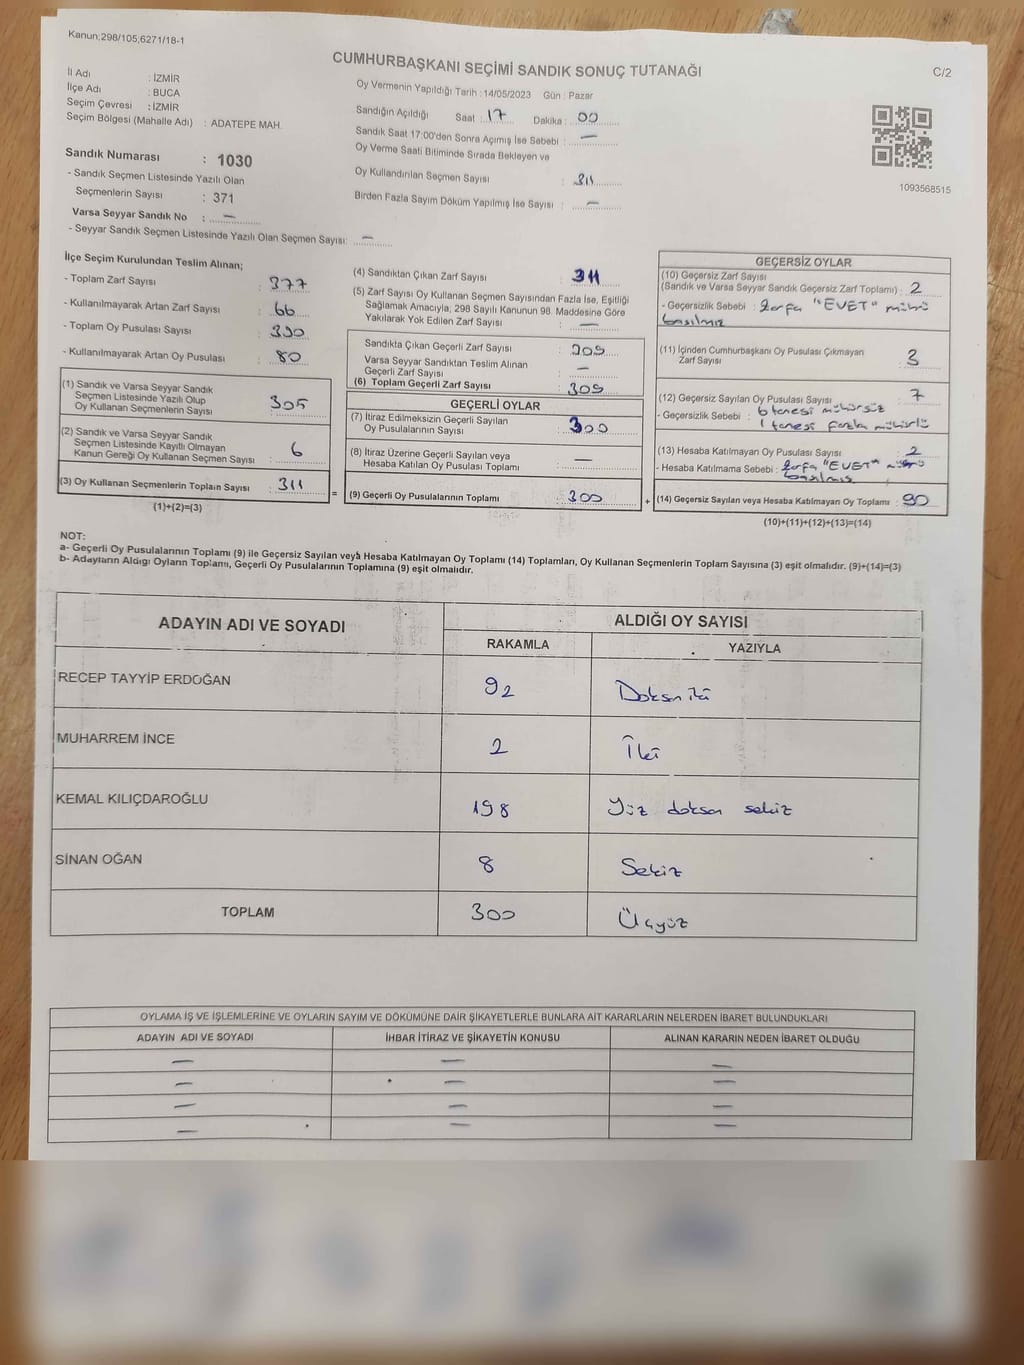 Kanun,298/105,6271/18-1
CUMHURBAŞKANI SEÇİMİ SANDIK SONUÇ TUTANAĞI
C/2
İl Adı : İZMİR
İlçe Adı : BUCA
Seçim Çevresi : İZMİR
Seçim Bölgesi (Mahalle Adı) : ADATEPE MAH.
Oy Vermenin Yapıldığı Tarih : 14/05/2023 Gün : Pazar
Sandığın Açıldığı Saat : 17 Dakika : 00
Sandık Saat 17:00'den Sonra Açımış İse Sebebi : —
Oy Verme Saati Bitiminde Sırada Bekleyen ve
Oy Kullandırılan Seçmen Sayısı : 311
Birden Fazla Sayım Döküm Yapılmış İse Sayısı : —
1093568515
Sandık Numarası : 1030
- Sandık Seçmen Listesinde Yazılı Olan
Seçmenlerin Sayısı : 371
Varsa Seyyar Sandık No : —
- Seyyar Sandık Seçmen Listesinde Yazılı Olan Seçmen Sayısı: —
İlçe Seçim Kurulundan Teslim Alınan;
- Toplam Zarf Sayısı : 377
- Kullanılmayarak Artan Zarf Sayısı : 66
- Toplam Oy Pusulası Sayısı : 390
- Kullanılmayarak Artan Oy Pusulası : 80
(1) Sandık ve Varsa Seyyar Sandık
Seçmen Listesinde Yazılı Olup
Oy Kullanan Seçmenlerin Sayısı : 305
(2) Sandık ve Varsa Seyyar Sandık
Seçmen Listesinde Kayıtlı Olmayan
Kanun Gereği Oy Kullanan Seçmen Sayısı : 6
(3) Oy Kullanan Seçmenlerin Toplam Sayısı : 311
(1)+(2)=(3)
(4) Sandıktan Çıkan Zarf Sayısı : 311
(5) Zarf Sayısı Oy Kullanan Seçmen Sayısından Fazla İse, Eşitliği
Sağlamak Amacıyla, 298 Sayılı Kanunun 98. Maddesine Göre
Yakılarak Yok Edilen Zarf Sayısı : —
Sandıkta Çıkan Geçerli Zarf Sayısı : 309
Varsa Seyyar Sandıktan Teslim Alınan
Geçerli Zarf Sayısı : —
(6) Toplam Geçerli Zarf Sayısı : 309
GEÇERLİ OYLAR
(7) İtiraz Edilmeksizin Geçerli Sayılan
Oy Pusulalarının Sayısı : 300
(8) İtiraz Üzerine Geçerli Sayılan veya
Hesaba Katılan Oy Pusulası Toplamı : —
= (9) Geçerli Oy Pusulalarının Toplamı : 300
GEÇERSİZ OYLAR
(10) Geçersiz Zarf Sayısı
(Sandık ve Varsa Seyyar Sandık Geçersiz Zarf Toplamı) : 2
- Geçersizlik Sebebi : Zarfa "EVET" mührü
basılmış
(11) İçinden Cumhurbaşkanı Oy Pusulası Çıkmayan
Zarf Sayısı : 3
(12) Geçersiz Sayılan Oy Pusulası Sayısı : 7
- Geçersizlik Sebebi : 6 tanesi mühürsüz
1 tanesi fazla mühürlü
(13) Hesaba Katılmayan Oy Pusulası Sayısı : 2
- Hesaba Katılmama Sebebi : Zarfa "EVET" mührü
basılmış
+ (14) Geçersiz Sayılan veya Hesaba Katılmayan Oy Toplamı :
(10)+(11)+(12)+(13)=(14)
NOT:
a- Geçerli Oy Pusulalarının Toplamı (9) ile Geçersiz Sayılan veya Hesaba Katılmayan Oy Toplamı (14) Toplamları, Oy Kullanan Seçmenlerin Toplam Sayısına (3) eşit olmalıdır. (9)+(14)=(3)
b- Adayların Aldığı Oyların Toplamı, Geçerli Oy Pusulalarının Toplamına (9) eşit olmalıdır.
ADAYIN ADI VE SOYADI ALDIĞI OY SAYISI
RAKAMLA YAZIYLA
RECEP TAYYİP ERDOĞAN 92 Doksan iki
MUHARREM İNCE 2 İki
KEMAL KILIÇDAROĞLU 198 Yüz doksan sekiz
SİNAN OĞAN 8 Sekiz
TOPLAM 300 Üçyüz
OYLAMA İŞ VE İŞLEMLERİNE VE OYLARIN SAYIM VE DÖKÜMÜNE DAİR ŞİKAYETLERLE BUNLARA AİT KARARLARIN NELERDEN İBARET BULUNDUKLARI
ADAYIN ADI VE SOYADI İHBAR İTİRAZ VE ŞİKAYETİN KONUSU ALINAN KARARIN NEDEN İBARET OLDUĞU
— — —
— — —
— — —
— — —